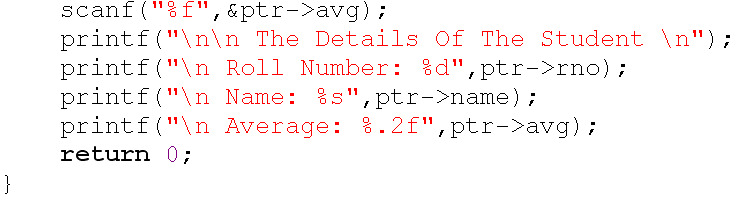 scanf("%f",&ptr->avg);
printf("\n\n The Details Of The Student \n");
printf("\n Roll Number: %d",ptr->rno);
printf("\n Name: %s",ptr->name);
printf("\n Average: %.2f",ptr->avg);
return 0;
}